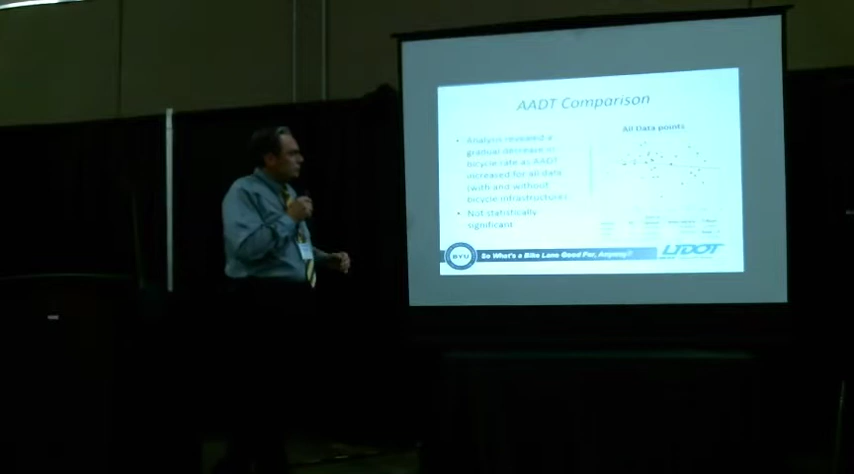 AADT Comparison
• Analysis revealed a
gradual decrease in
bicycle rate as AADT
increased for all data
(with and without
bicycle infrastructure)
• Not statistically
significant
All Data points
BYU
So What's a Bike Lane Good For, Anyway?
UDOT